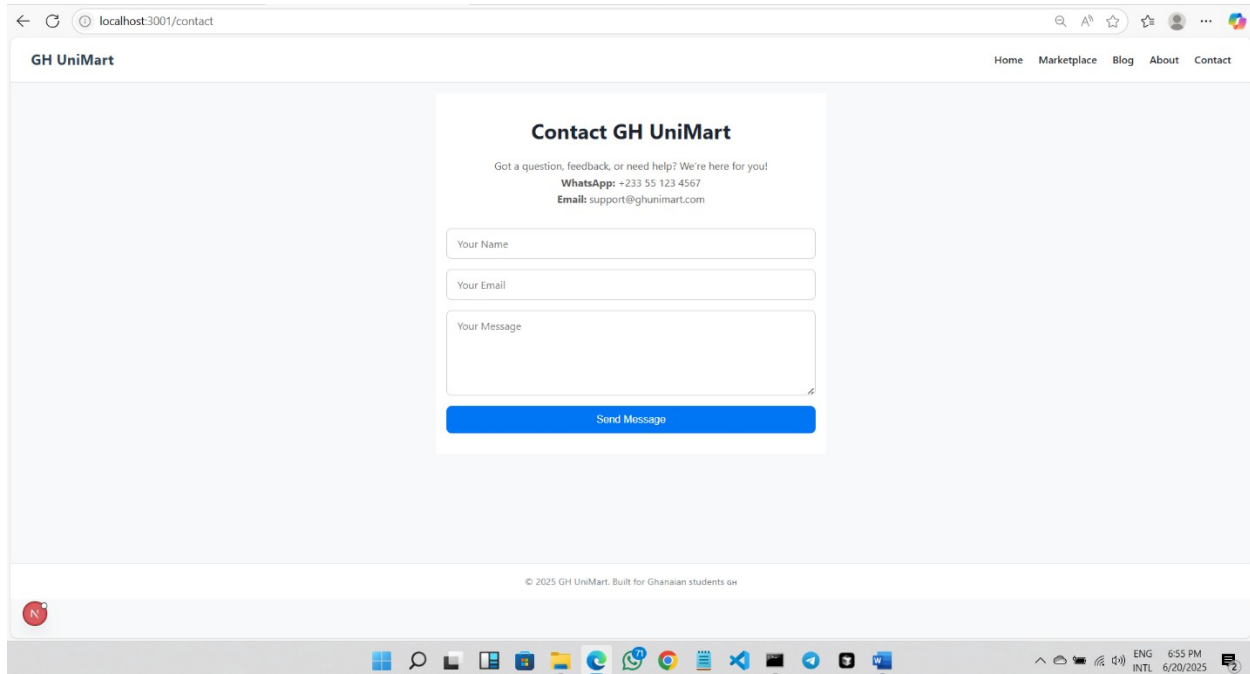 localhost:3001/contact
GH UniMart
Home Marketplace Blog About Contact
Contact GH UniMart
Got a question, feedback, or need help? We're here for you!
WhatsApp: +233 55 123 4567
Email: support@ghunimart.com
Your Name
Your Email
Your Message
Send Message
© 2025 GH UniMart. Built for Ghanaian students GH
N
71
ENG 6:55 PM
INTL 6/20/2025
2